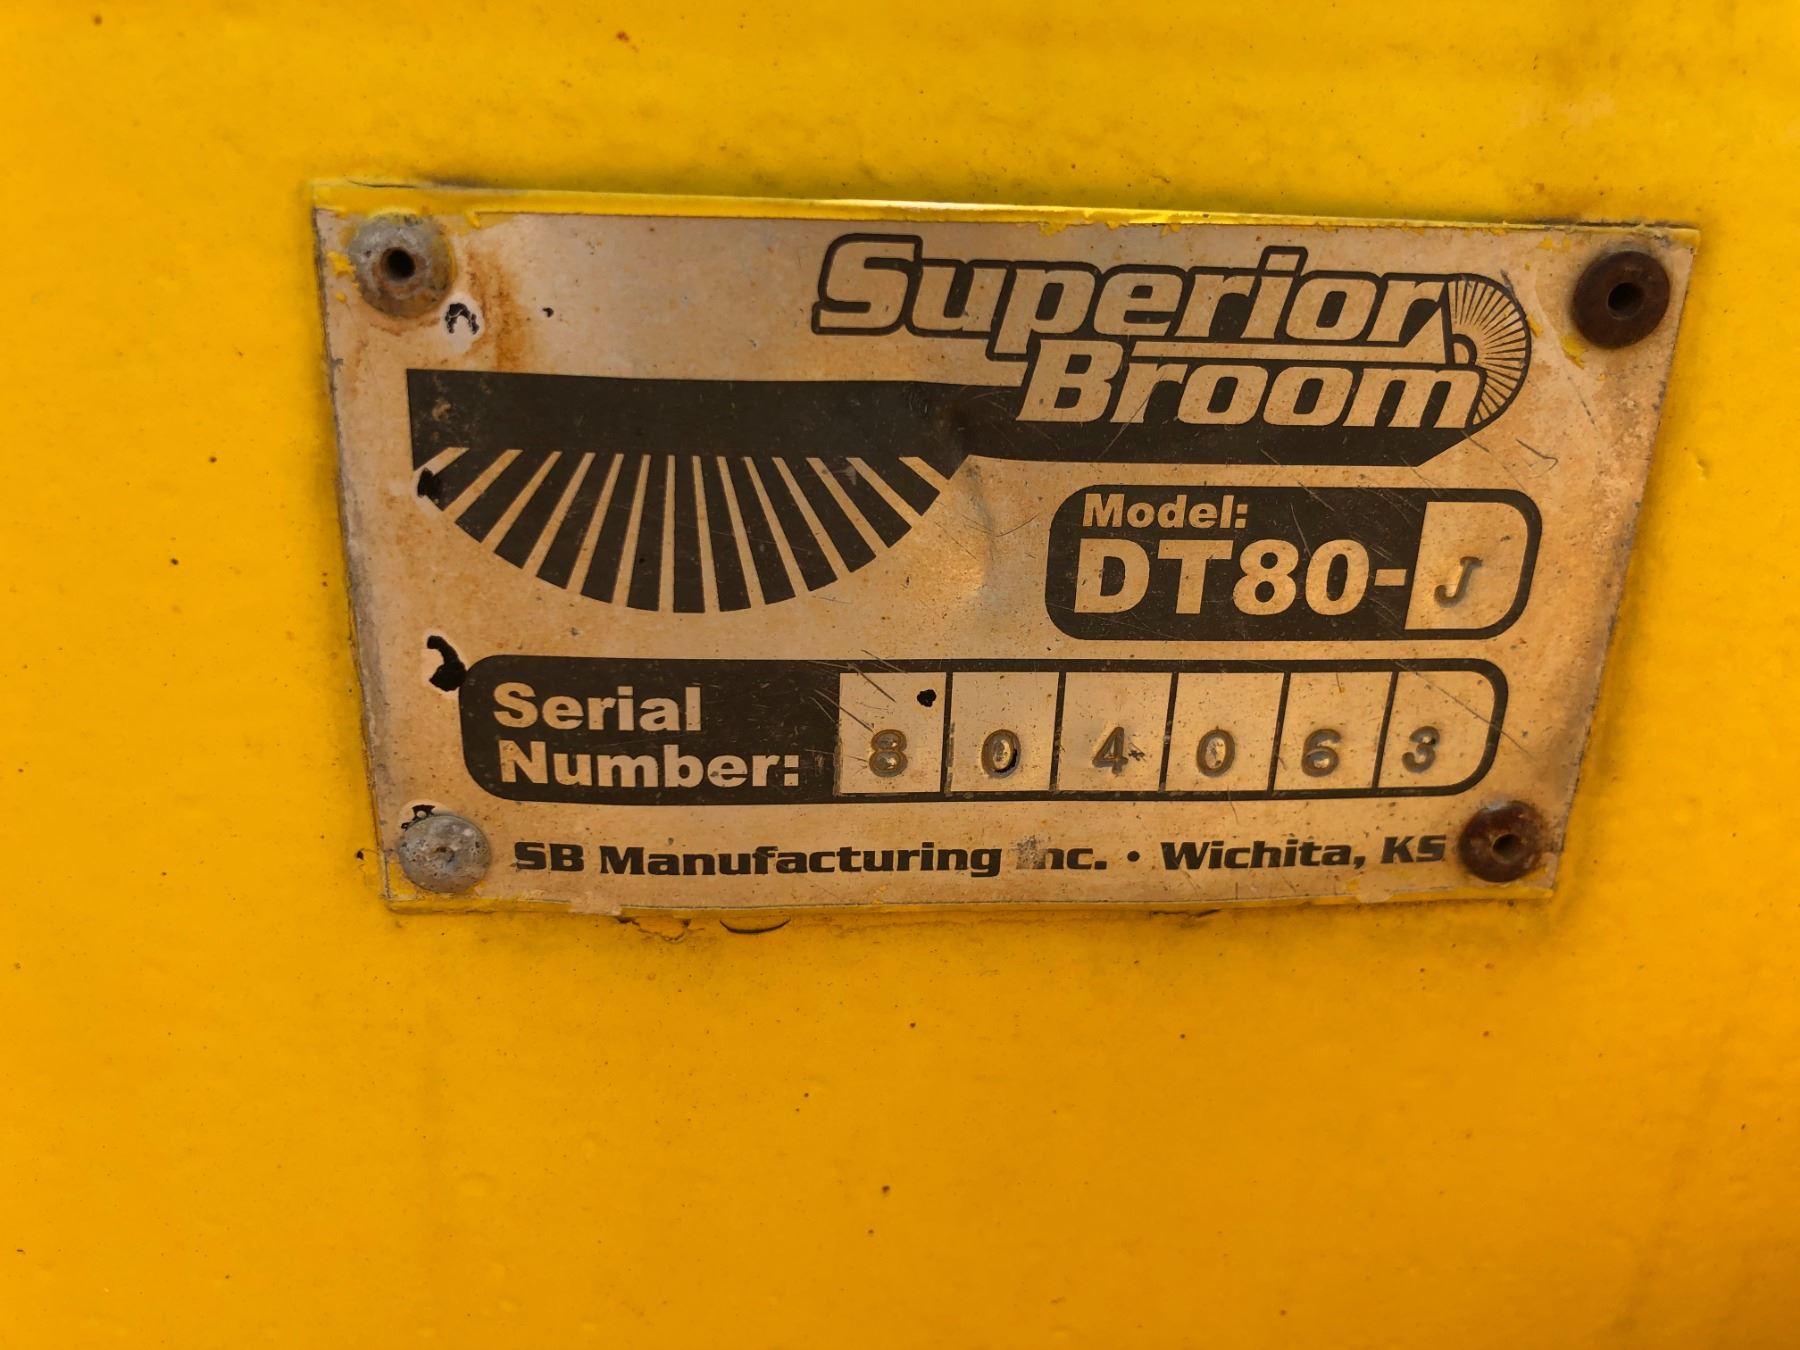 Superior
Broom
Model:
DT80-J
Serial
Number: 804063
SB Manufacturing Inc. • Wichita, KS